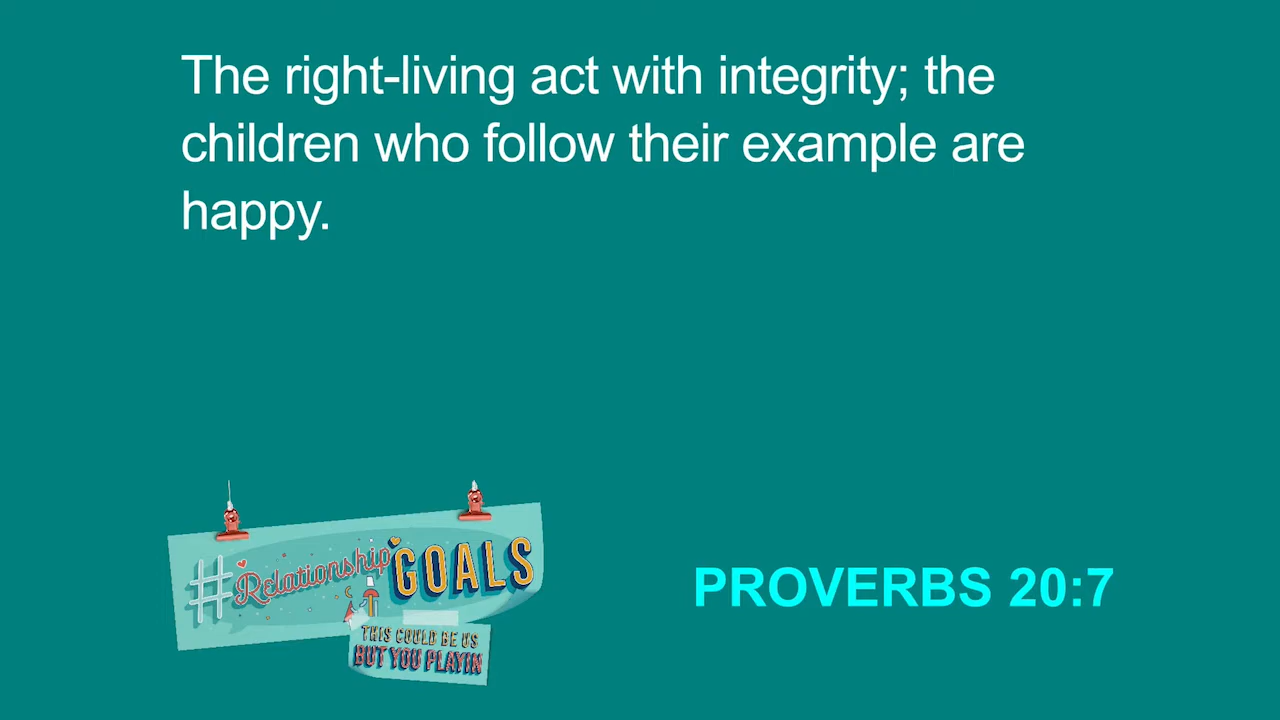 The right-living act with integrity; the
children who follow their example are
happy.
#Relationship GOALS
THIS COULD BE US
BUT YOU PLAYIN
PROVERBS 20:7